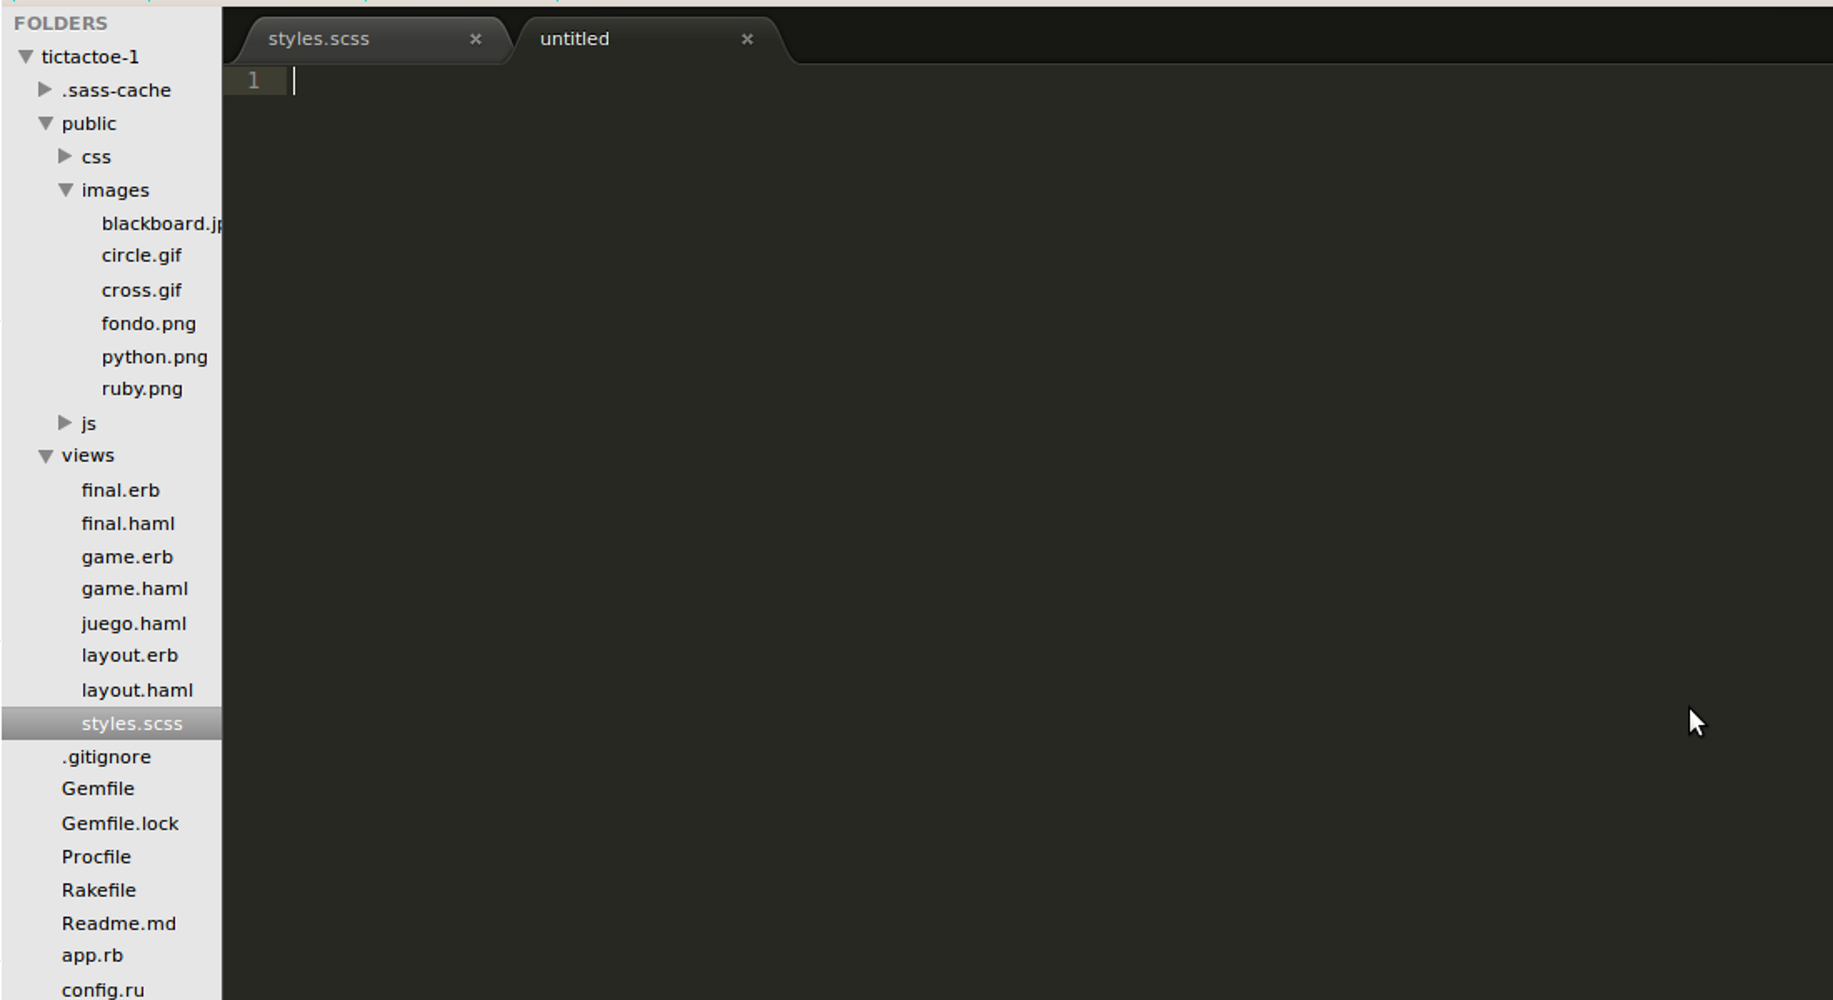 FOLDERS
tictactoe-1
.sass-cache
public
css
images
blackboard.jp
circle.gif
cross.gif
fondo.png
python.png
ruby.png
js
views
final.erb
final.haml
game.erb
game.haml
juego.haml
layout.erb
layout.haml
styles.scss
.gitignore
Gemfile
Gemfile.lock
Procfile
Rakefile
Readme.md
app.rb
config.ru
styles.scss × untitled ×
1